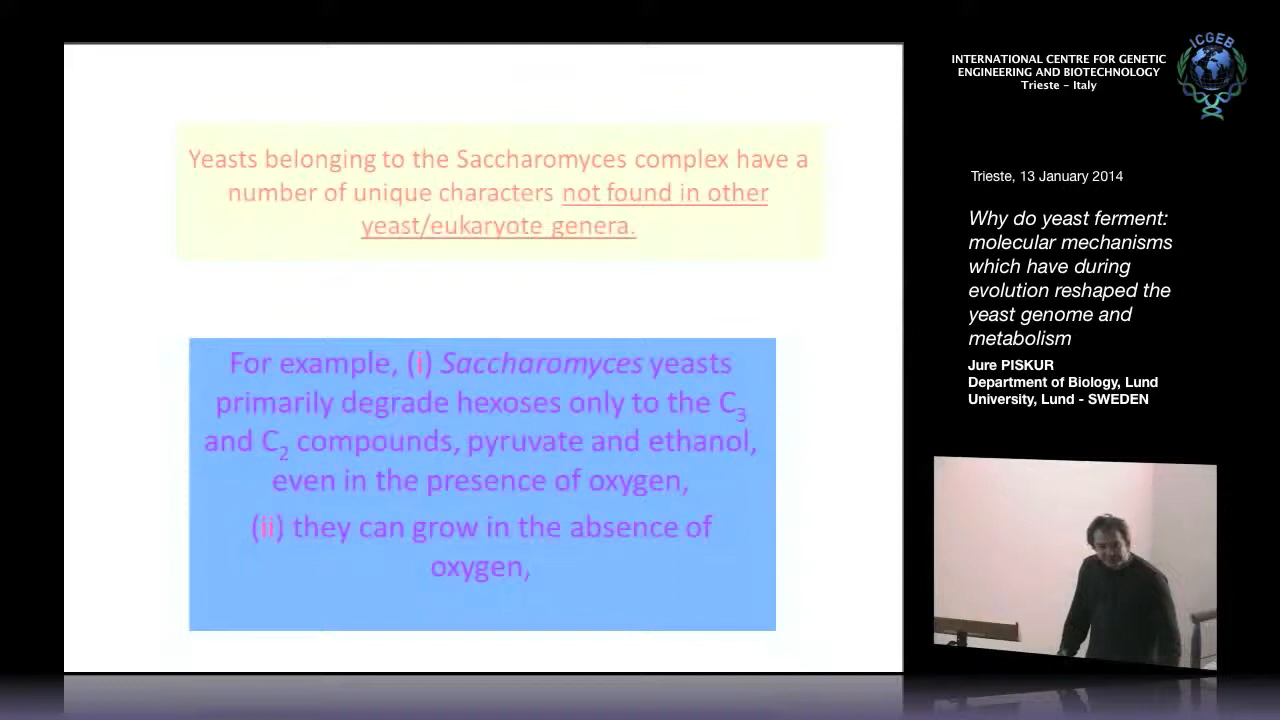 Yeasts belonging to the Saccharomyces complex have a
number of unique characters not found in other
yeast/eukaryote genera.
For example, (i) Saccharomyces yeasts
primarily degrade hexoses only to the C3
and C2 compounds, pyruvate and ethanol,
even in the presence of oxygen,
(ii) they can grow in the absence of
oxygen,
INTERNATIONAL CENTRE FOR GENETIC
ENGINEERING AND BIOTECHNOLOGY
Trieste – Italy
ICGEB
Trieste, 13 January 2014
Why do yeast ferment:
molecular mechanisms
which have during
evolution reshaped the
yeast genome and
metabolism
Jure PISKUR
Department of Biology, Lund
University, Lund - SWEDEN